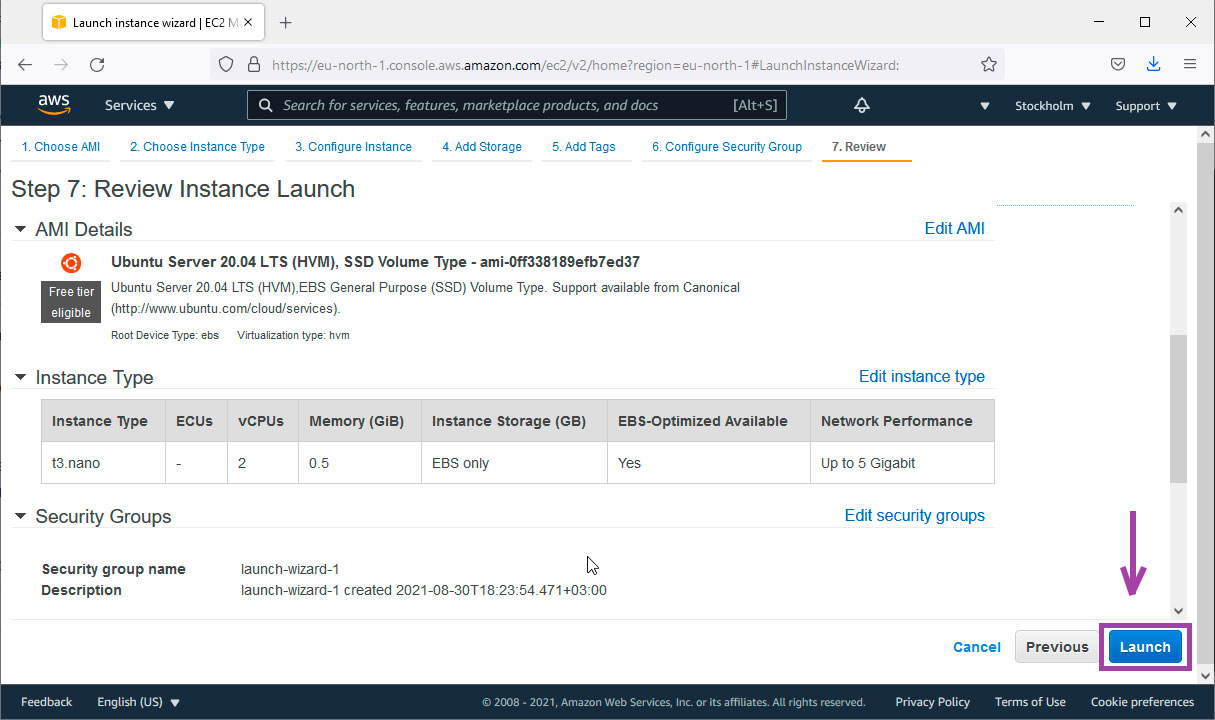 Launch instance wizard | EC2 M
https://eu-north-1.console.aws.amazon.com/ec2/v2/home?region=eu-north-1#LaunchInstanceWizard:
aws Services Search for services, features, marketplace products, and docs [Alt+S] Stockholm Support
1. Choose AMI 2. Choose Instance Type 3. Configure Instance 4. Add Storage 5. Add Tags 6. Configure Security Group 7. Review
Step 7: Review Instance Launch
AMI Details Edit AMI
Ubuntu Server 20.04 LTS (HVM), SSD Volume Type - ami-0ff338189efb7ed37
Free tier
eligible
Ubuntu Server 20.04 LTS (HVM),EBS General Purpose (SSD) Volume Type. Support available from Canonical
(http://www.ubuntu.com/cloud/services).
Root Device Type: ebs Virtualization type: hvm
Instance Type Edit instance type
Instance Type ECUs vCPUs Memory (GiB) Instance Storage (GB) EBS-Optimized Available Network Performance
t3.nano - 2 0.5 EBS only Yes Up to 5 Gigabit
Security Groups Edit security groups
Security group name launch-wizard-1
Description launch-wizard-1 created 2021-08-30T18:23:54.471+03:00
Cancel Previous Launch
Feedback English (US) © 2008 - 2021, Amazon Web Services, Inc. or its affiliates. All rights reserved. Privacy Policy Terms of Use Cookie preferences